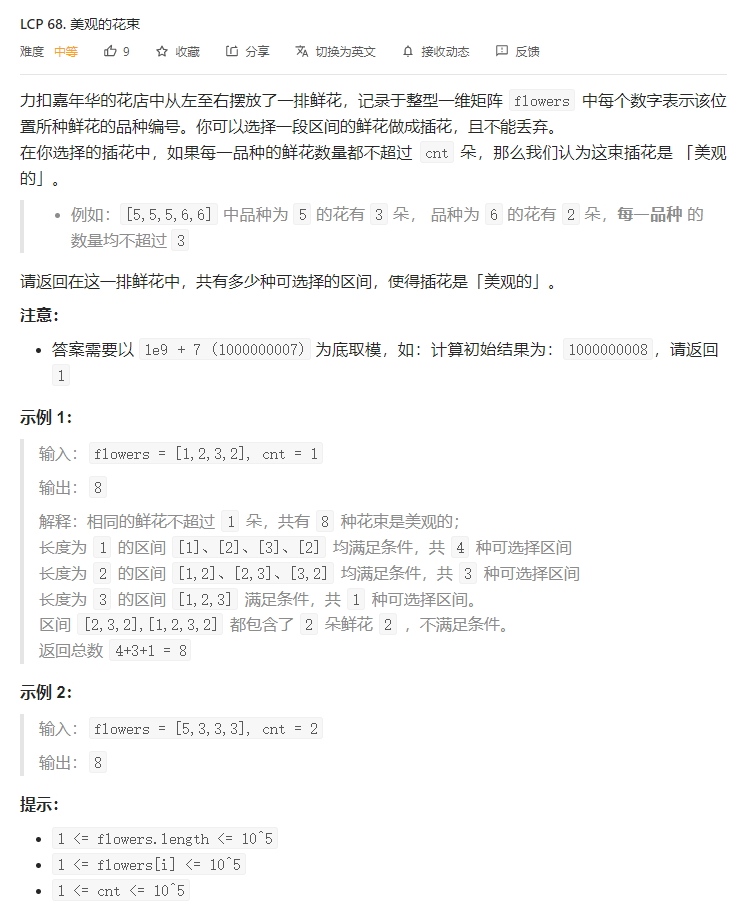 LCP 68. 美观的花束
难度 中等 9 收藏 分享 切换为英文 接收动态 反馈
力扣嘉年华的花店中从左至右摆放了一排鲜花，记录于整型一维矩阵 flowers 中每个数字表示该位
置所种鲜花的品种编号。你可以选择一段区间的鲜花做成插花，且不能丢弃。
在你选择的插花中，如果每一品种的鲜花数量都不超过 cnt 朵，那么我们认为这束插花是 「美观
的」。
• 例如：[5,5,5,6,6] 中品种为 5 的花有 3 朵， 品种为 6 的花有 2 朵，每一品种 的
数量均不超过 3
请返回在这一排鲜花中，共有多少种可选择的区间，使得插花是「美观的」。
注意：
• 答案需要以 1e9 + 7 (1000000007) 为底取模，如：计算初始结果为：1000000008，请返回
1
示例 1：
输入：flowers = [1,2,3,2], cnt = 1
输出：8
解释：相同的鲜花不超过 1 朵，共有 8 种花束是美观的；
长度为 1 的区间 [1]、[2]、[3]、[2] 均满足条件，共 4 种可选择区间
长度为 2 的区间 [1,2]、[2,3]、[3,2] 均满足条件，共 3 种可选择区间
长度为 3 的区间 [1,2,3] 满足条件，共 1 种可选择区间。
区间 [2,3,2],[1,2,3,2] 都包含了 2 朵鲜花 2 ，不满足条件。
返回总数 4+3+1 = 8
示例 2：
输入：flowers = [5,3,3,3], cnt = 2
输出：8
提示：
• 1 <= flowers.length <= 10^5
• 1 <= flowers[i] <= 10^5
• 1 <= cnt <= 10^5